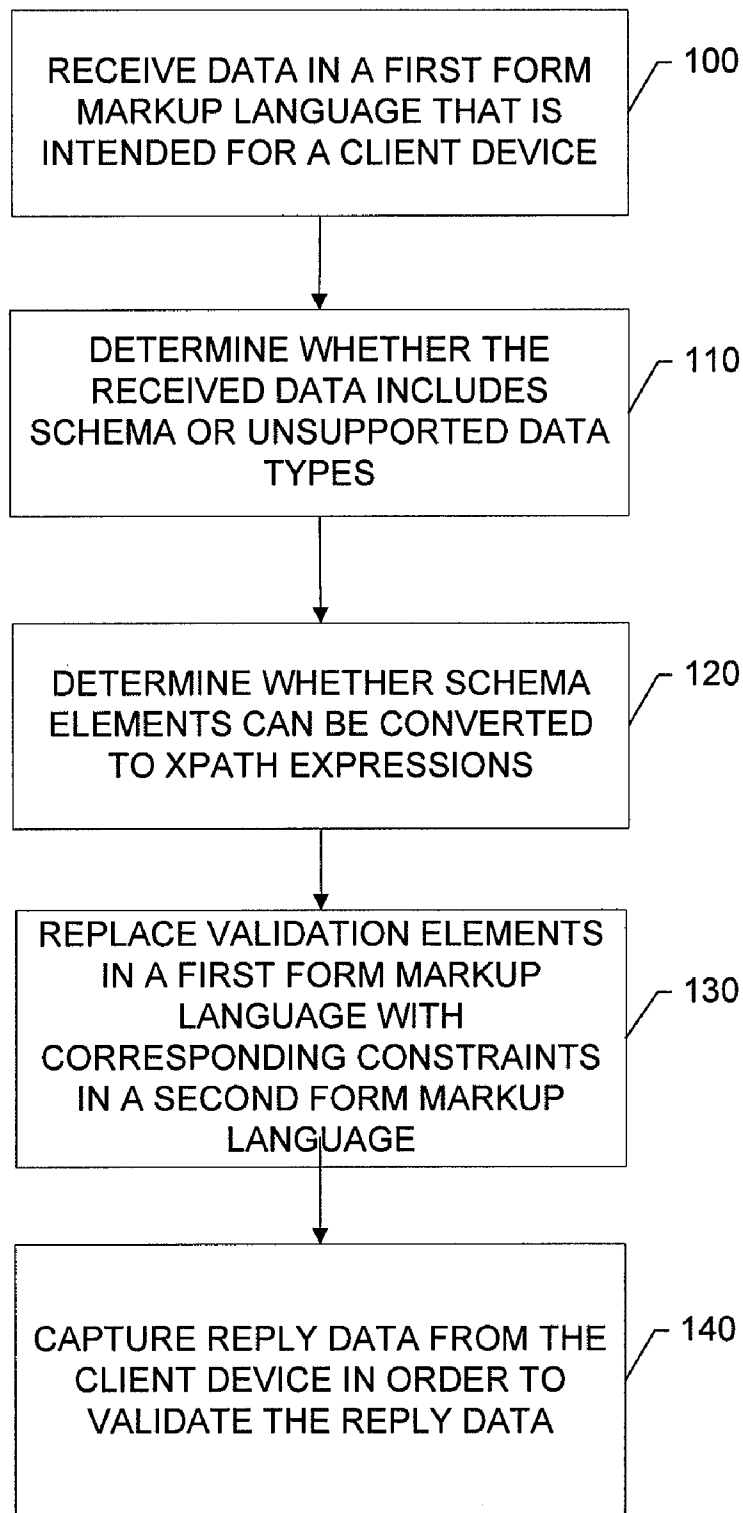 RECEIVE DATA IN A FIRST FORM
MARKUP LANGUAGE THAT IS
INTENDED FOR A CLIENT DEVICE
100
DETERMINE WHETHER THE
RECEIVED DATA INCLUDES
SCHEMA OR UNSUPPORTED DATA
TYPES
110
DETERMINE WHETHER SCHEMA
ELEMENTS CAN BE CONVERTED
TO XPATH EXPRESSIONS
120
REPLACE VALIDATION ELEMENTS
IN A FIRST FORM MARKUP
LANGUAGE WITH
CORRESPONDING CONSTRAINTS
IN A SECOND FORM MARKUP
LANGUAGE
130
CAPTURE REPLY DATA FROM THE
CLIENT DEVICE IN ORDER TO
VALIDATE THE REPLY DATA
140